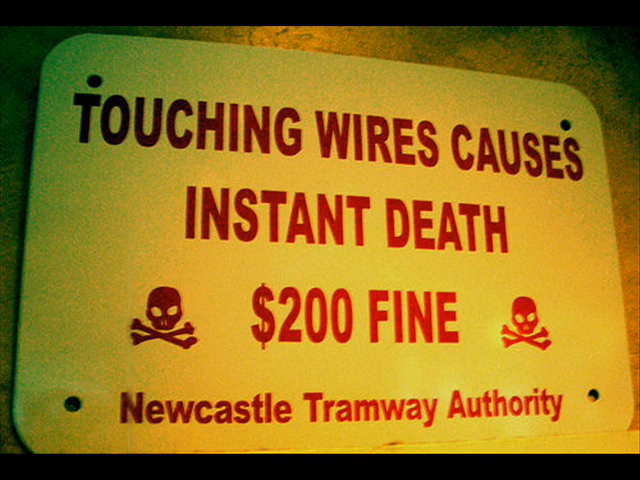 TOUCHING WIRES CAUSES
INSTANT DEATH
$200 FINE
Newcastle Tramway Authority